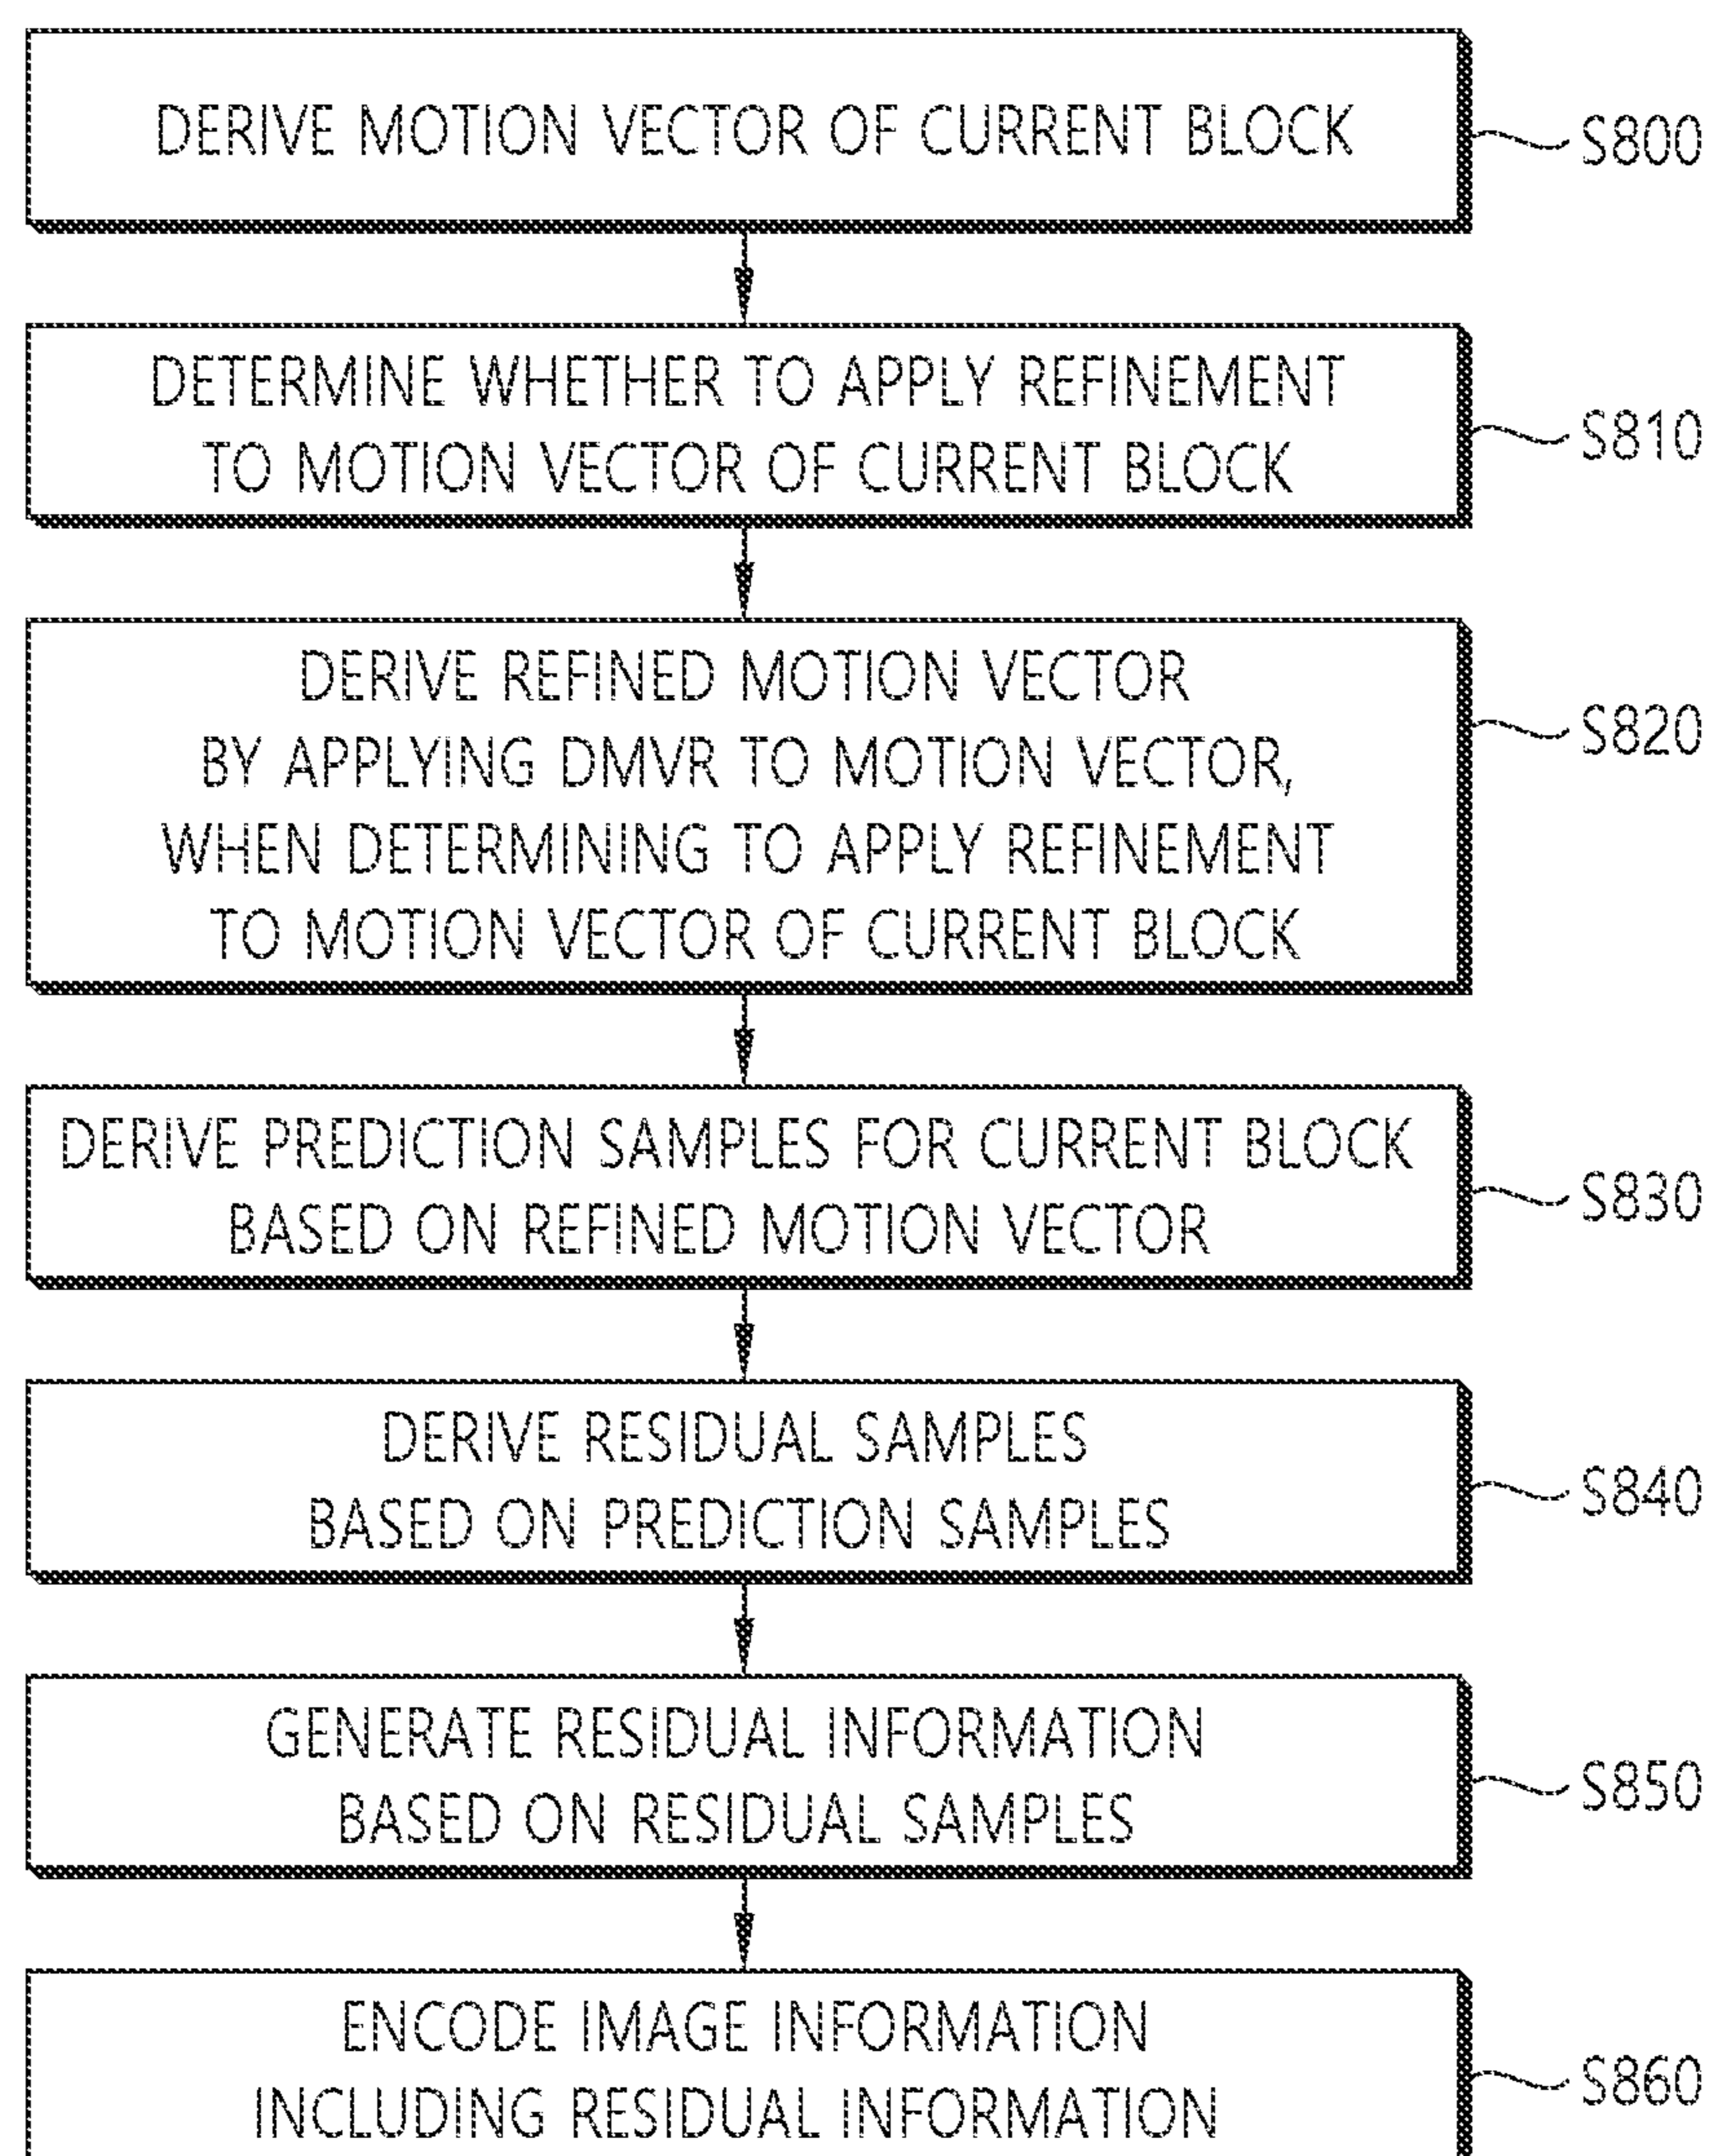 DERIVE MOTION VECTOR OF CURRENT BLOCK
S800
DETERMINE WHETHER TO APPLY REFINEMENT
TO MOTION VECTOR OF CURRENT BLOCK
S810
DERIVE REFINED MOTION VECTOR
BY APPLYING DMVR TO MOTION VECTOR,
WHEN DETERMINING TO APPLY REFINEMENT
TO MOTION VECTOR OF CURRENT BLOCK
S820
DERIVE PREDICTION SAMPLES FOR CURRENT BLOCK
BASED ON REFINED MOTION VECTOR
S830
DERIVE RESIDUAL SAMPLES
BASED ON PREDICTION SAMPLES
S840
GENERATE RESIDUAL INFORMATION
BASED ON RESIDUAL SAMPLES
S850
ENCODE IMAGE INFORMATION
INCLUDING RESIDUAL INFORMATION
S860